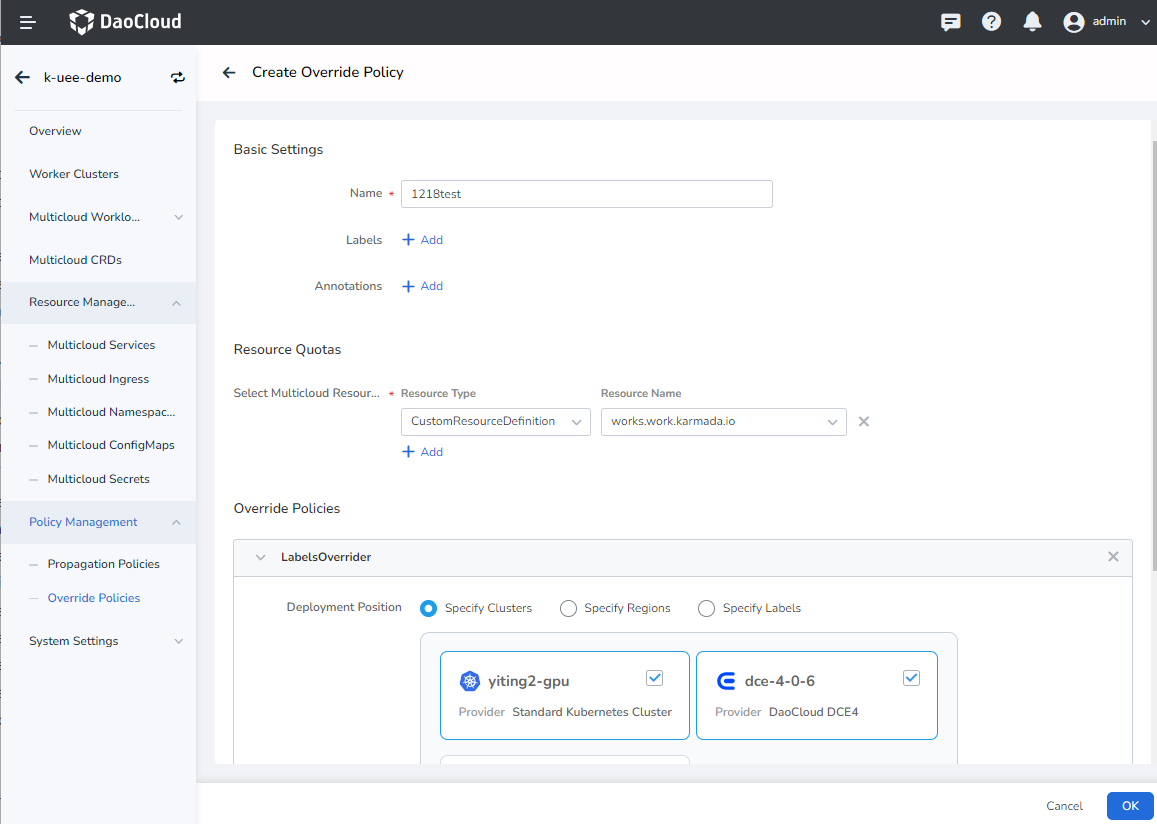 DaoCloud
admin
k-uee-demo
Create Override Policy
Overview
Worker Clusters
Multicloud Worklo...
Multicloud CRDs
Resource Manage...
Multicloud Services
Multicloud Ingress
Multicloud Namespac...
Multicloud ConfigMaps
Multicloud Secrets
Policy Management
Propagation Policies
Override Policies
System Settings
Basic Settings
Name * 1218test
Labels + Add
Annotations + Add
Resource Quotas
Select Multicloud Resour... * Resource Type Resource Name
CustomResourceDefinition works.work.karmada.io
+ Add
Override Policies
LabelsOverrider
Deployment Position Specify Clusters Specify Regions Specify Labels
yiting2-gpu dce-4-0-6
Provider Standard Kubernetes Cluster Provider DaoCloud DCE4
Cancel OK